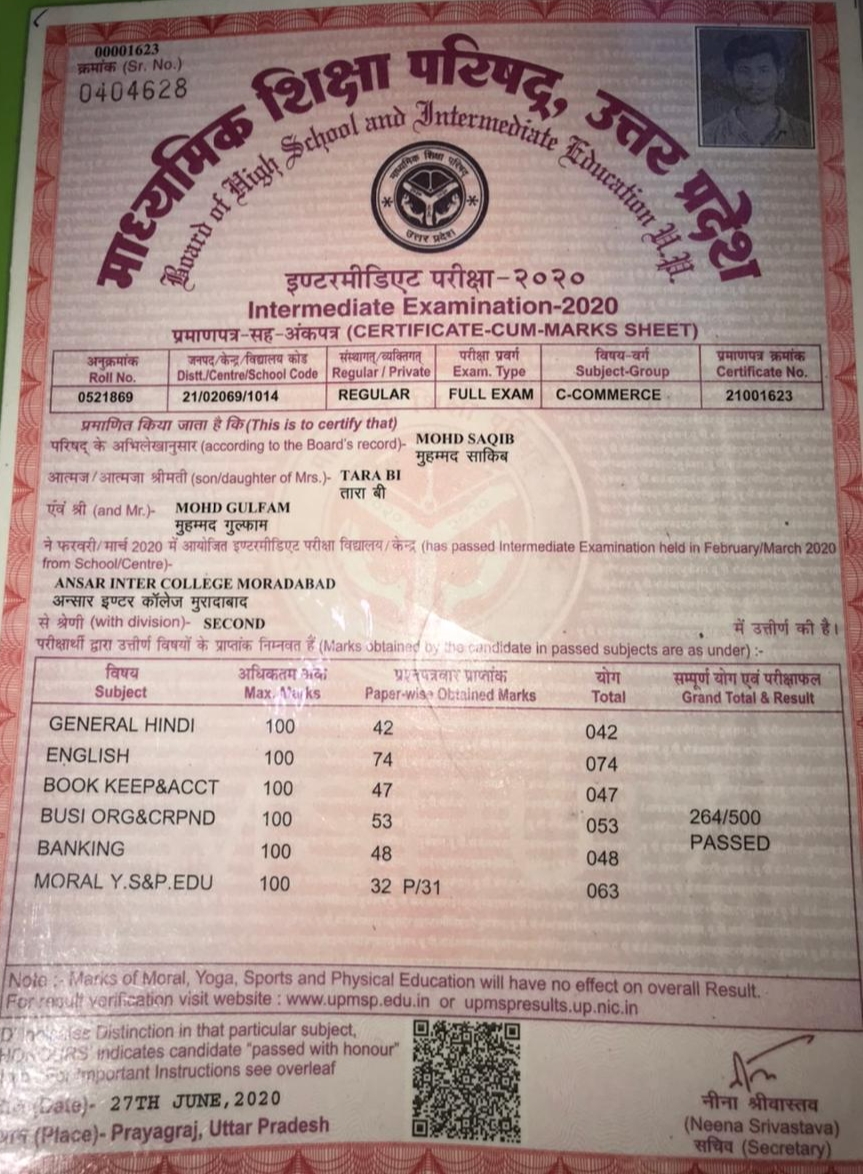 00001623
क्रमांक (Sr. No.)
0404628
माध्यमिक शिक्षा परिषद्, उत्तर प्रदेश
Board of High School and Intermediate Education U.P.
माध्यमिक शिक्षा परिषद्
उत्तर प्रदेश
इण्टरमीडिएट परीक्षा-२०२०
Intermediate Examination-2020
प्रमाणपत्र-सह-अंकपत्र (CERTIFICATE-CUM-MARKS SHEET)
अनुक्रमांक जनपद/केन्द्र/विद्यालय कोड संस्थागत/व्यक्तिगत परीक्षा प्रवर्ग विषय-वर्ग प्रमाणपत्र क्रमांक
Roll No. Distt./Centre/School Code Regular / Private Exam. Type Subject-Group Certificate No.
0521869 21/02069/1014 REGULAR FULL EXAM C-COMMERCE 21001623
प्रमाणित किया जाता है कि (This is to certify that)
परिषद् के अभिलेखानुसार (according to the Board's record)- MOHD SAQIB
मुहम्मद साकिब
आत्मज/आत्मजा श्रीमती (son/daughter of Mrs.)- TARA BI
तारा बी
एंव श्री (and Mr.)- MOHD GULFAM
मुहम्मद गुल्फाम
ने फरवरी/मार्च 2020 में आयोजित इण्टरमीडिएट परीक्षा विद्यालय/केन्द्र (has passed Intermediate Examination held in February/March 2020
from School/Centre)-
ANSAR INTER COLLEGE MORADABAD
अन्सार इण्टर कॉलेज मुरादाबाद
से श्रेणी (with division)- SECOND में उत्तीर्ण की है।
परीक्षार्थी द्वारा उत्तीर्ण विषयों के प्राप्तांक निम्नवत हैं (Marks obtained by the candidate in passed subjects are as under) :-
विषय अधिकतम अंक प्रश्नपत्रवार प्राप्तांक योग सम्पूर्ण योग एवं परीक्षाफल
Subject Max. Marks Paper-wise Obtained Marks Total Grand Total & Result
GENERAL HINDI 100 42 042
ENGLISH 100 74 074
BOOK KEEP&ACCT 100 47 047
BUSI ORG&CRPND 100 53 053 264/500
PASSED
BANKING 100 48 048
MORAL Y.S&P.EDU 100 32 P/31 063
Note :- Marks of Moral, Yoga, Sports and Physical Education will have no effect on overall Result.
For result verification visit website : www.upmsp.edu.in or upmspresults.up.nic.in
Distinction in that particular subject,
indicates candidate "passed with honour"
For important Instructions see overleaf
(Date)- 27TH JUNE,2020
(Place)- Prayagraj, Uttar Pradesh
नीना श्रीवास्तव
(Neena Srivastava)
सचिव (Secretary)